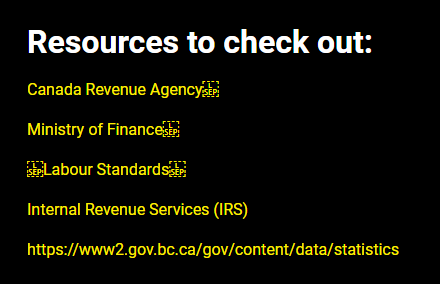 Resources to check out:
Canada Revenue Agency
Ministry of Finance
Labour Standards
Internal Revenue Services (IRS)
https://www2.gov.bc.ca/gov/content/data/statistics